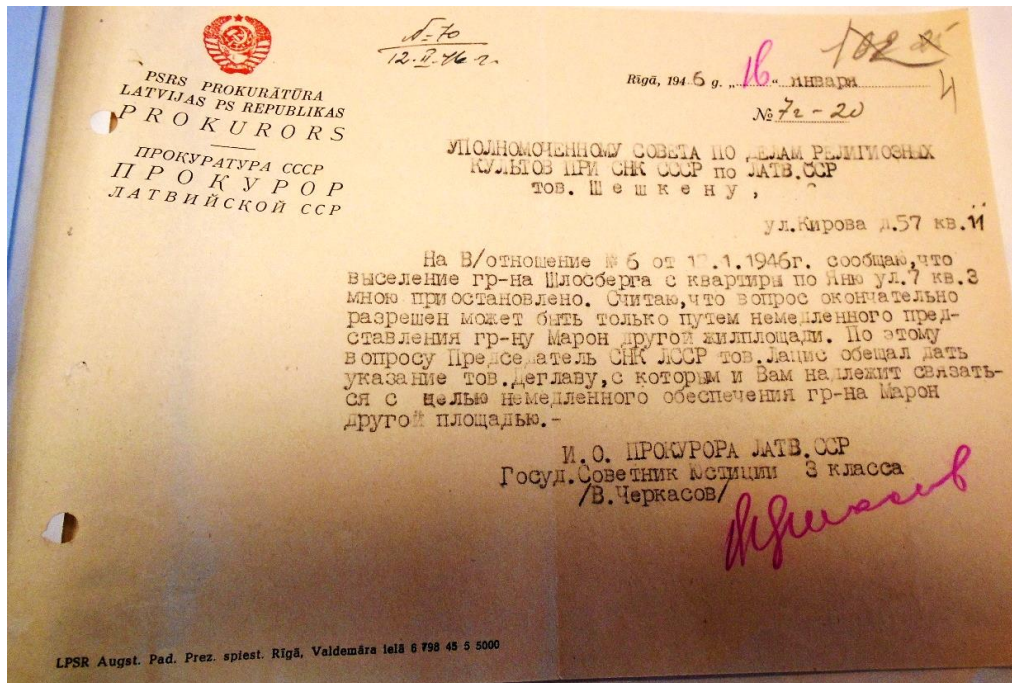 № 70
12.II.46 г.
4
PSRS PROKURĀTŪRA
LATVIJAS PS REPUBLIKAS
PROKURORS
ПРОКУРАТУРА СССР
ПРОКУРОР
ЛАТВИЙСКОЙ ССР
Rīgā, 1946 g. „16“ января
№ 7г-20
УПОЛНОМОЧЕННОМУ СОВЕТА ПО ДЕЛАМ РЕЛИГИОЗНЫХ
КУЛЬТОВ ПРИ СНК СССР по ЛАТВ.ССР
тов. Шешкену,
ул.Кирова д.57 кв.11
На В/отношение № 6 от 12.1.1946г. сообщаю,что
выселение гр-на Шлосберга с квартиры по Яню ул.7 кв.3
мною приостановлено. Считаю,что вопрос окончательно
разрешен может быть только путем немедленного пред-
ставления гр-ну Марон другой жилплощади. По этому
вопросу Председатель СНК ЛССР тов.Лацис обещал дать
указание тов.Деглаву,с которым и Вам надлежит связать-
ся с целью немедленного обеспечения гр-на Марон
другой площадью.-
И.О. ПРОКУРОРА ЛАТВ.ССР
Госуд.Советник Юстиции 3 класса
/В.Черкасов/
LPSR Augst. Pad. Prez. spiest. Rīgā, Valdemāra ielā 6 798 45 5 5000